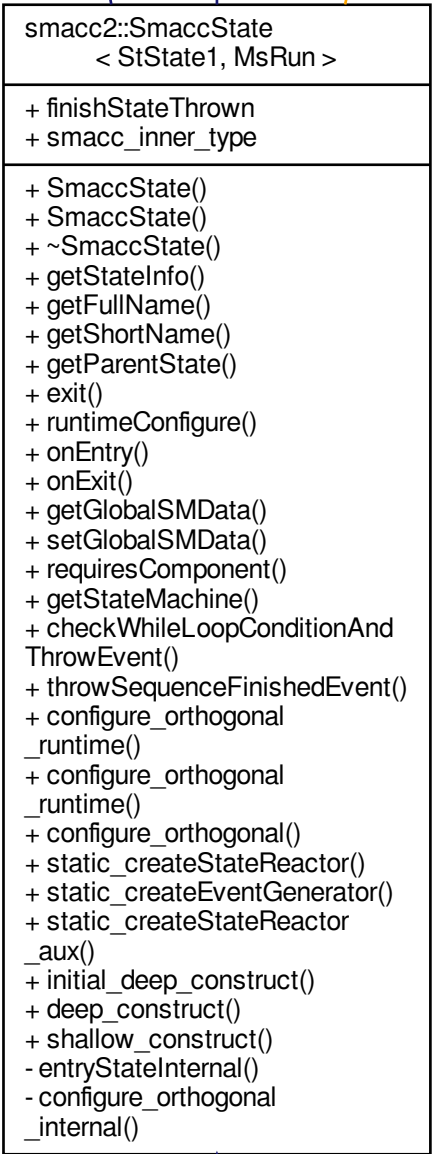 smacc2::SmaccState
< StState1, MsRun >
+ finishStateThrown
+ smacc_inner_type
+ SmaccState()
+ SmaccState()
+ ~SmaccState()
+ getStateInfo()
+ getFullName()
+ getShortName()
+ getParentState()
+ exit()
+ runtimeConfigure()
+ onEntry()
+ onExit()
+ getGlobalSMData()
+ setGlobalSMData()
+ requiresComponent()
+ getStateMachine()
+ checkWhileLoopConditionAnd
ThrowEvent()
+ throwSequenceFinishedEvent()
+ configure_orthogonal
_runtime()
+ configure_orthogonal
_runtime()
+ configure_orthogonal()
+ static_createStateReactor()
+ static_createEventGenerator()
+ static_createStateReactor
_aux()
+ initial_deep_construct()
+ deep_construct()
+ shallow_construct()
- entryStateInternal()
- configure_orthogonal
_internal()